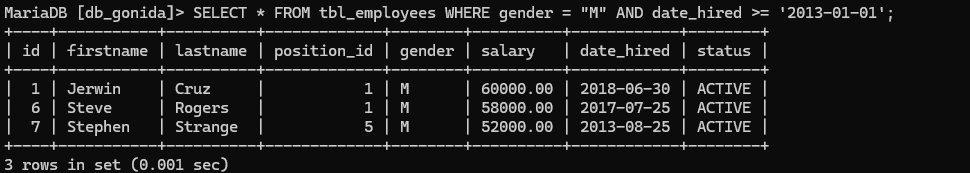 MariaDB [db_gonida]> SELECT * FROM tbl_employees WHERE gender = "M" AND date_hired >= '2013-01-01';
+----+-----------+----------+-------------+--------+----------+------------+--------+
| id | firstname | lastname | position_id | gender | salary   | date_hired | status |
+----+-----------+----------+-------------+--------+----------+------------+--------+
|  1 | Jerwin    | Cruz     |           1 | M      | 60000.00 | 2018-06-30 | ACTIVE |
|  6 | Steve     | Rogers   |           1 | M      | 58000.00 | 2017-07-25 | ACTIVE |
|  7 | Stephen   | Strange  |           5 | M      | 52000.00 | 2013-08-25 | ACTIVE |
+----+-----------+----------+-------------+--------+----------+------------+--------+
3 rows in set (0.001 sec)